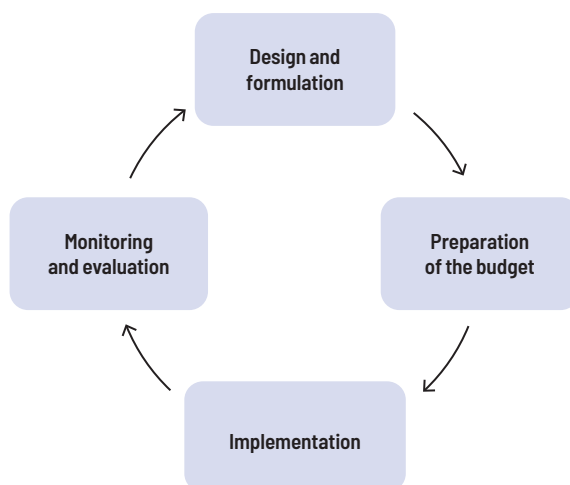 Design and
formulation
Preparation
of the budget
Implementation
Monitoring
and evaluation